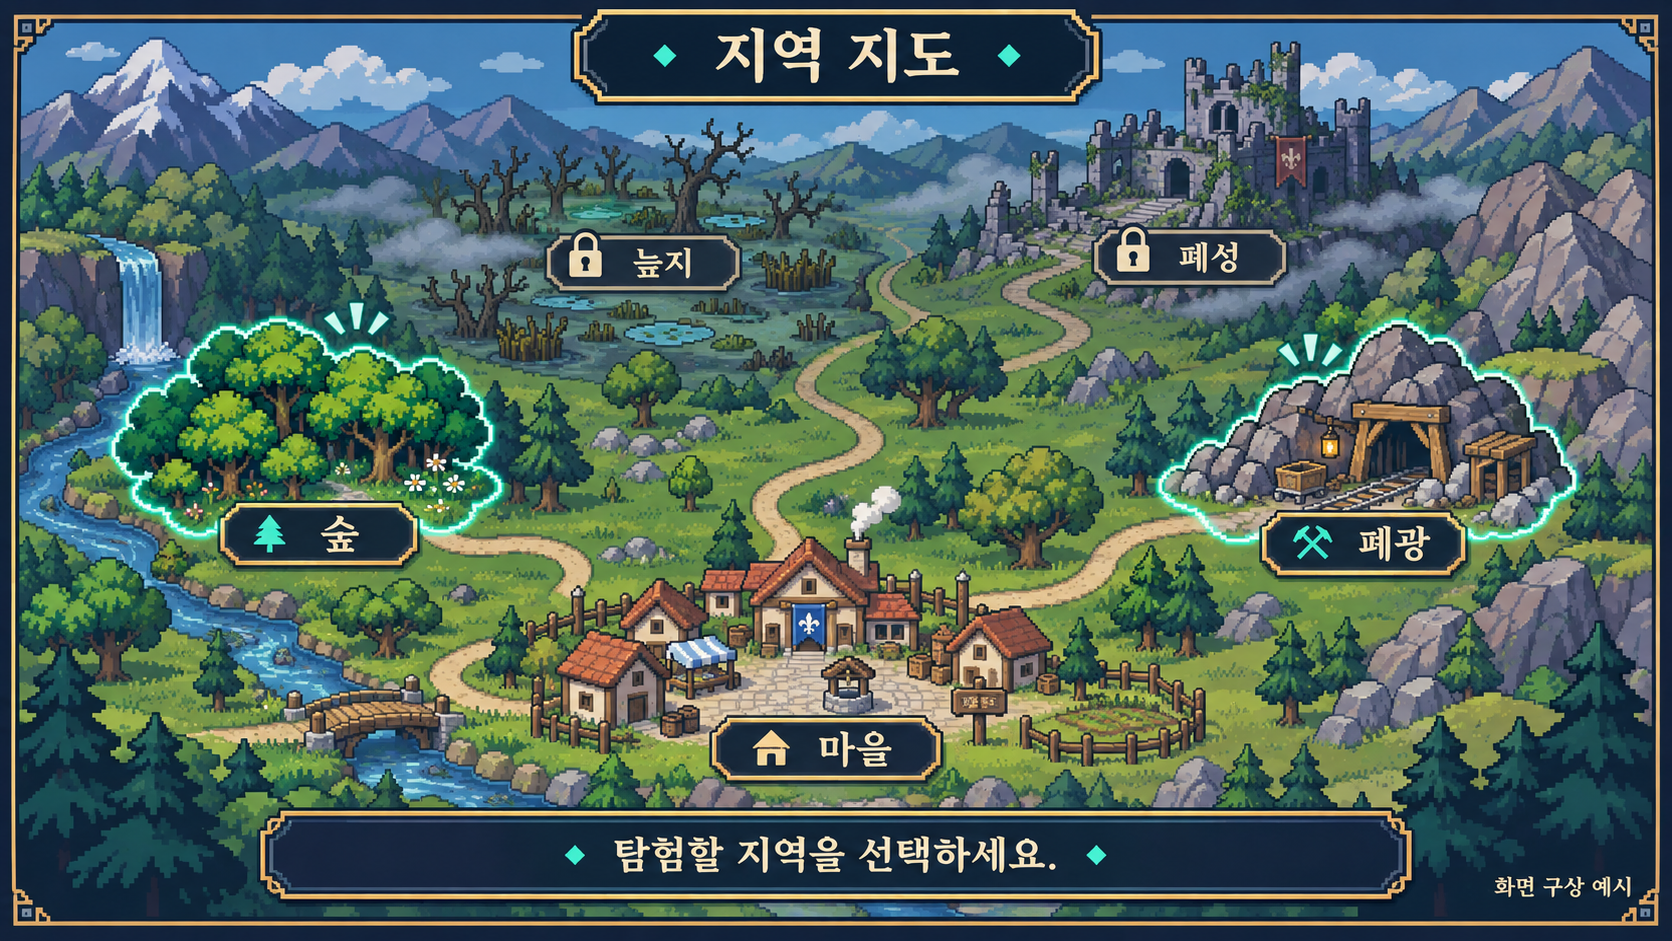 지역 지도
늪지
폐성
숲
폐광
마을
탐험할 지역을 선택하세요.
화면 구상 예시